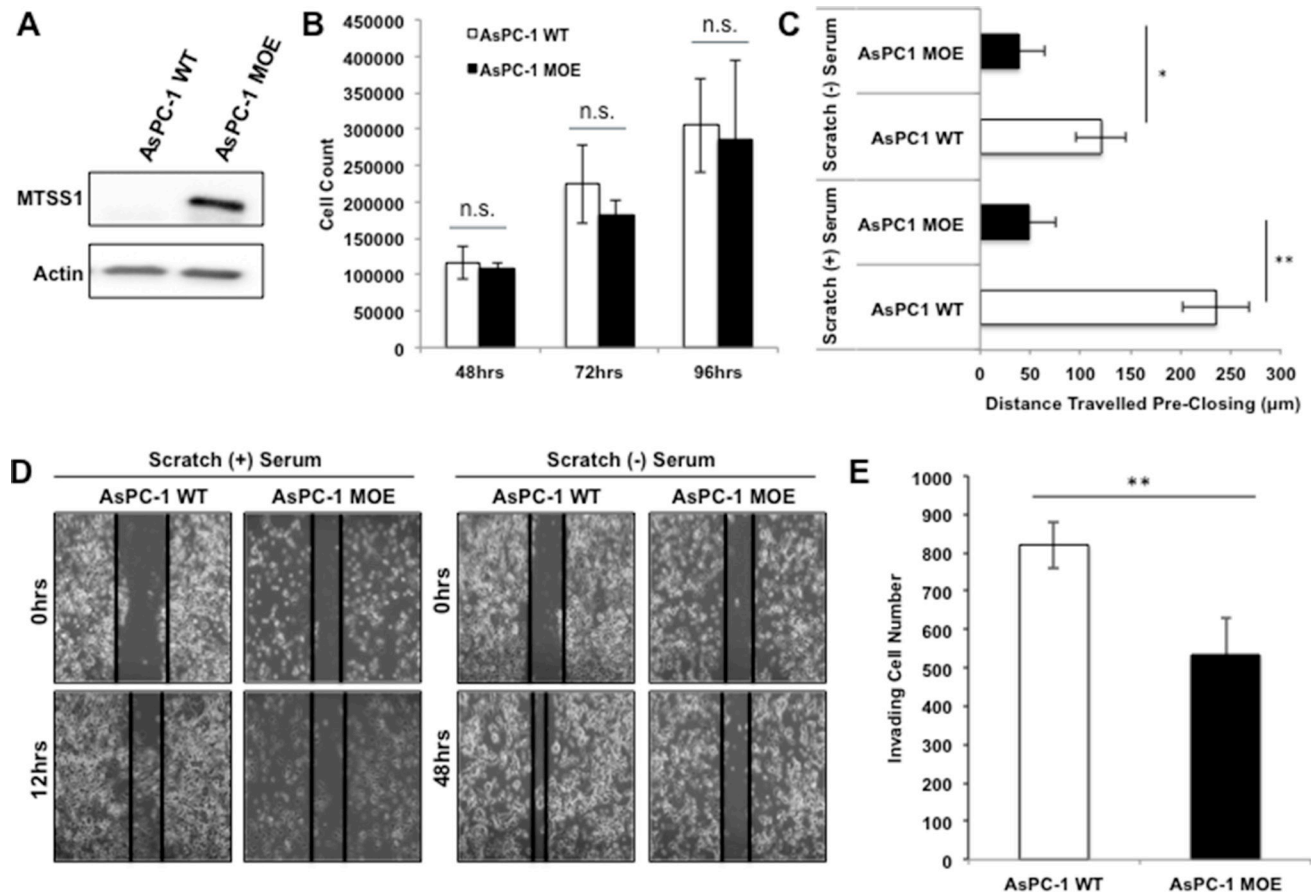 A
AsPC-1 WT
AsPC-1 MOE
MTSS1
Actin
B
450000
400000
350000
300000
250000
200000
150000
100000
50000
0
Cell Count
AsPC-1 WT
AsPC-1 MOE
n.s.
n.s.
n.s.
48hrs
72hrs
96hrs
C
Scratch (-) Serum
AsPC1 MOE
AsPC1 WT
*
Scratch (+) Serum
AsPC1 MOE
AsPC1 WT
**
0 50 100 150 200 250 300
Distance Travelled Pre-Closing (µm)
D
Scratch (+) Serum
Scratch (-) Serum
AsPC-1 WT
AsPC-1 MOE
AsPC-1 WT
AsPC-1 MOE
0hrs
0hrs
12hrs
48hrs
E
1000
900
800
700
600
500
400
300
200
100
0
Invading Cell Number
**
AsPC-1 WT
AsPC-1 MOE